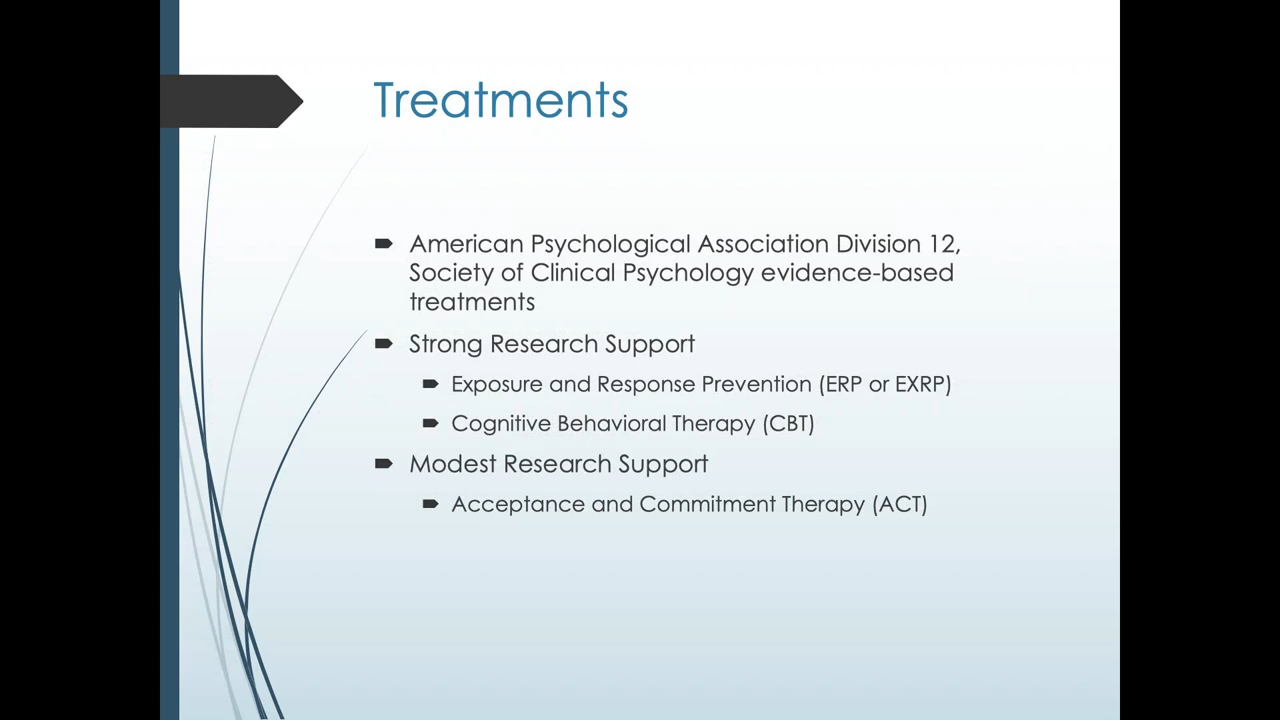 Treatments
American Psychological Association Division 12,
Society of Clinical Psychology evidence-based
treatments
Strong Research Support
Exposure and Response Prevention (ERP or EXRP)
Cognitive Behavioral Therapy (CBT)
Modest Research Support
Acceptance and Commitment Therapy (ACT)